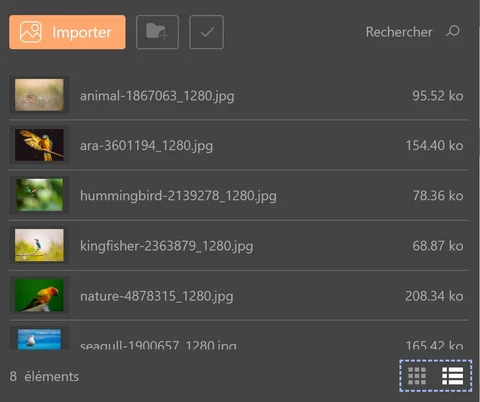 Importer
Rechercher
animal-1867063_1280.jpg 95.52 ko
ara-3601194_1280.jpg 154.40 ko
hummingbird-2139278_1280.jpg 78.36 ko
kingfisher-2363879_1280.jpg 68.87 ko
nature-4878315_1280.jpg 208.34 ko
seagull-1900657_1280.jpg 165.42 ko
8 éléments